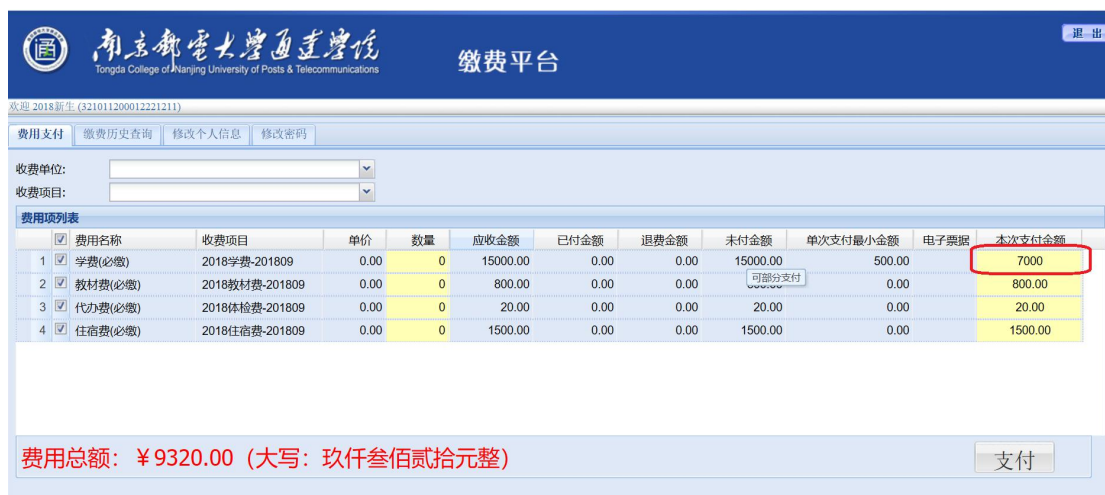 通
南京邮电大学通达学院
Tongda College of Nanjing University of Posts & Telecommunications
缴费平台
退 出
欢迎 2018新生 (321011200012221211)
费用支付 缴费历史查询 修改个人信息 修改密码
收费单位:
收费项目:
费用项列表
费用名称 收费项目 单价 数量 应收金额 已付金额 退费金额 未付金额 单次支付最小金额 电子票据 本次支付金额
1 学费(必缴) 2018学费-201809 0.00 0 15000.00 0.00 0.00 15000.00 500.00 7000
可部分支付
2 教材费(必缴) 2018教材费-201809 0.00 0 800.00 0.00 0.00 0.00 800.00
3 代办费(必缴) 2018体检费-201809 0.00 0 20.00 0.00 0.00 20.00 0.00 20.00
4 住宿费(必缴) 2018住宿费-201809 0.00 0 1500.00 0.00 0.00 1500.00 0.00 1500.00
费用总额：￥9320.00（大写：玖仟叁佰贰拾元整）
支付